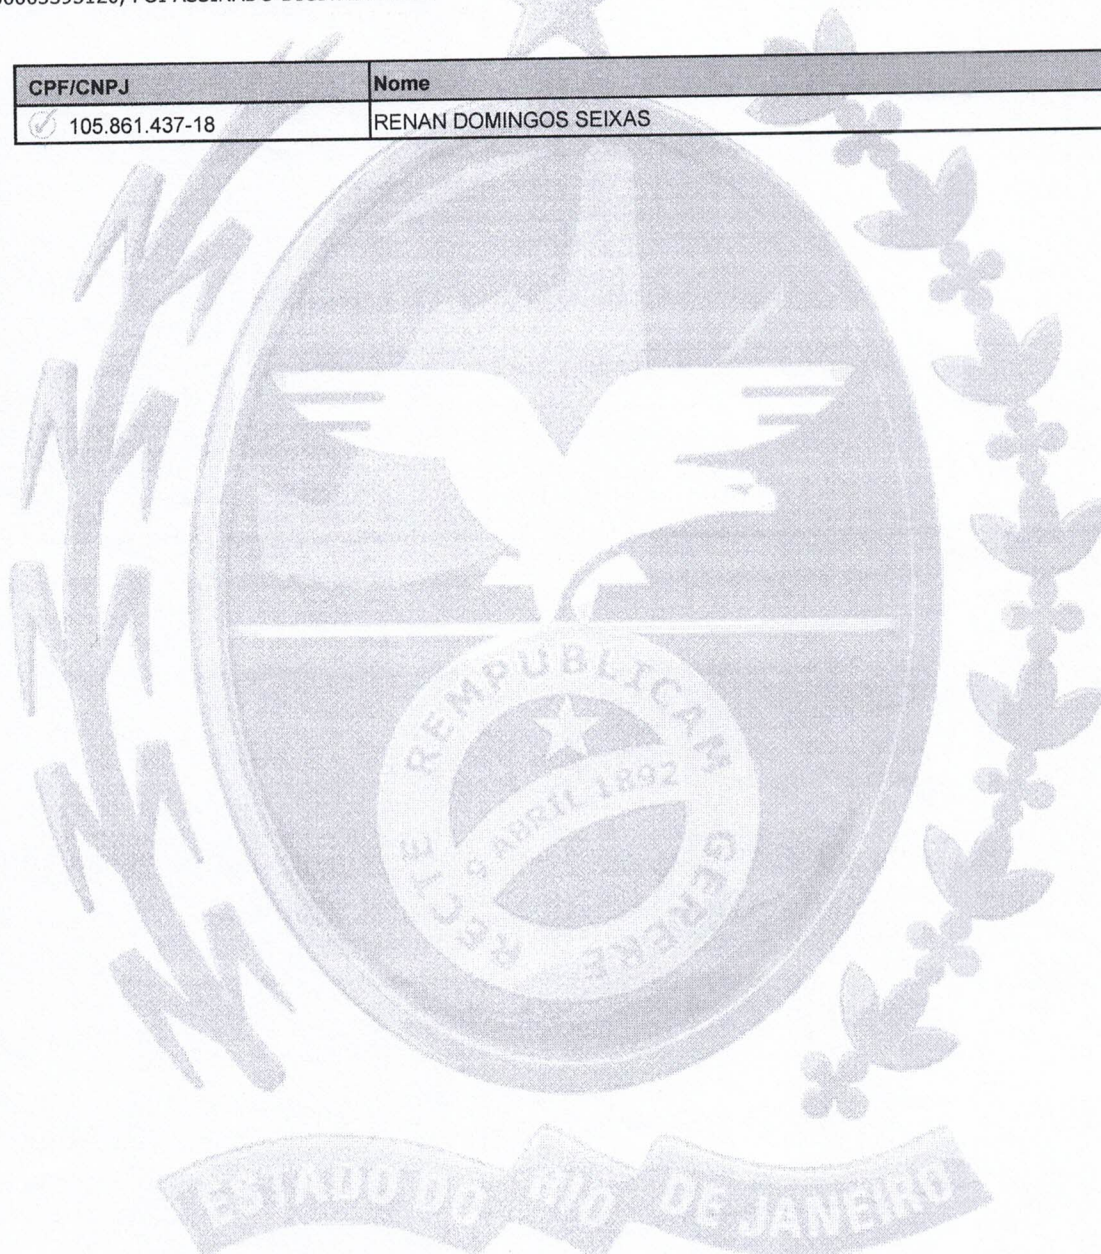 CPF/CNPJ Nome
105.861.437-18 RENAN DOMINGOS SEIXAS
RECTE REMPUBLICAM GERERE
9 ABRIL 1892
ESTADO DO RIO DE JANEIRO